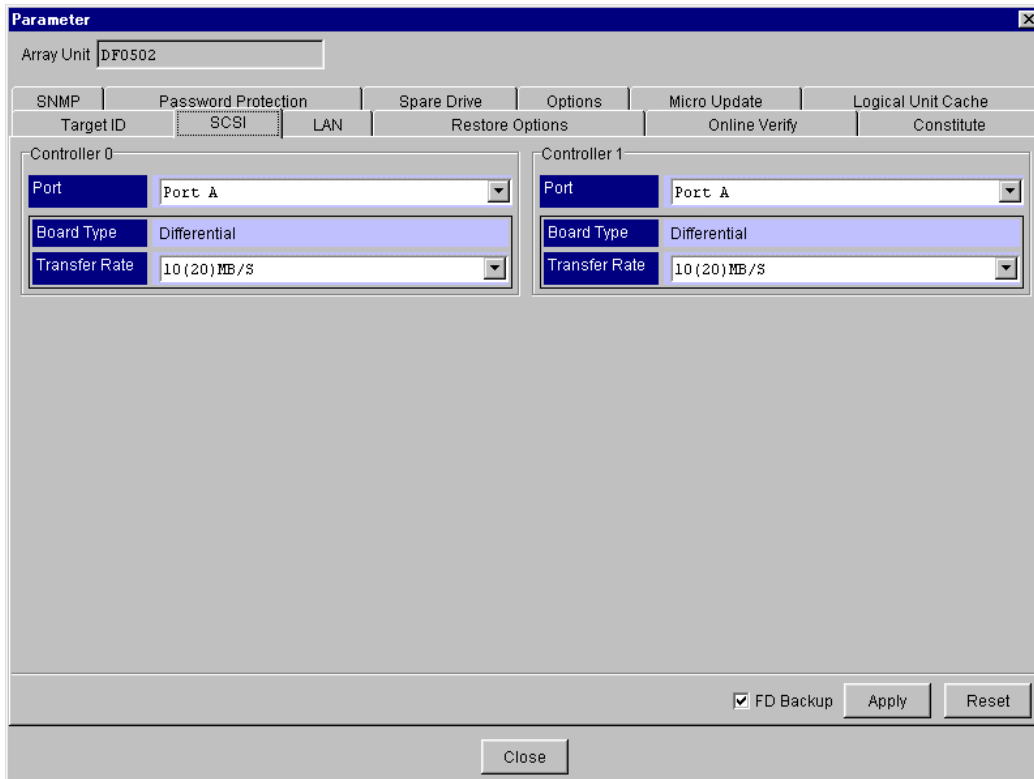 Parameter
Array Unit DF0502
SNMP Password Protection Spare Drive Options Micro Update Logical Unit Cache
Target ID SCSI LAN Restore Options Online Verify Constitute
Controller 0 Controller 1
Port Port A Port Port A
Board Type Differential Board Type Differential
Transfer Rate 10(20)MB/S Transfer Rate 10(20)MB/S
FD Backup Apply Reset
Close